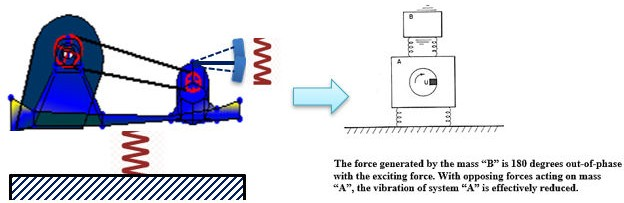 B
A
U
The force generated by the mass “B” is 180 degrees out-of-phase
with the exciting force. With opposing forces acting on mass
“A”, the vibration of system “A” is effectively reduced.